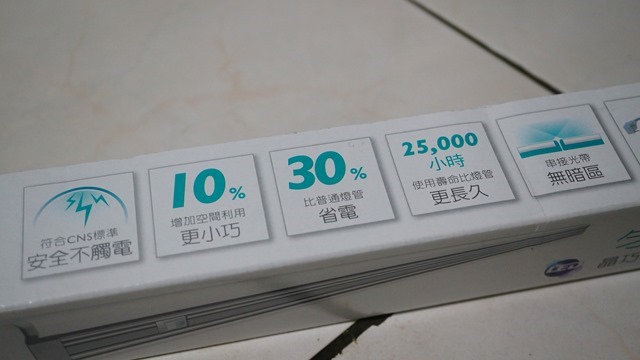 符合CNS標準
安全不觸電
10%
增加空間利用
更小巧
30%
比普通燈管
省電
25,000
小時
使用壽命比燈管
更長久
串接光帶
無暗區
晶巧